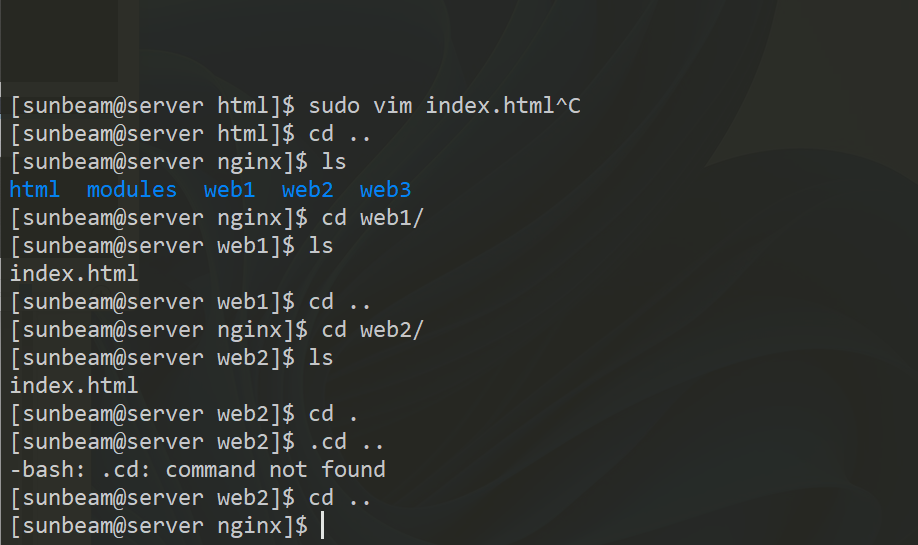 [sunbeam@server html]$ sudo vim index.html^C
[sunbeam@server html]$ cd ..
[sunbeam@server nginx]$ ls
html  modules  web1  web2  web3
[sunbeam@server nginx]$ cd web1/
[sunbeam@server web1]$ ls
index.html
[sunbeam@server web1]$ cd ..
[sunbeam@server nginx]$ cd web2/
[sunbeam@server web2]$ ls
index.html
[sunbeam@server web2]$ cd .
[sunbeam@server web2]$ .cd ..
-bash: .cd: command not found
[sunbeam@server web2]$ cd ..
[sunbeam@server nginx]$